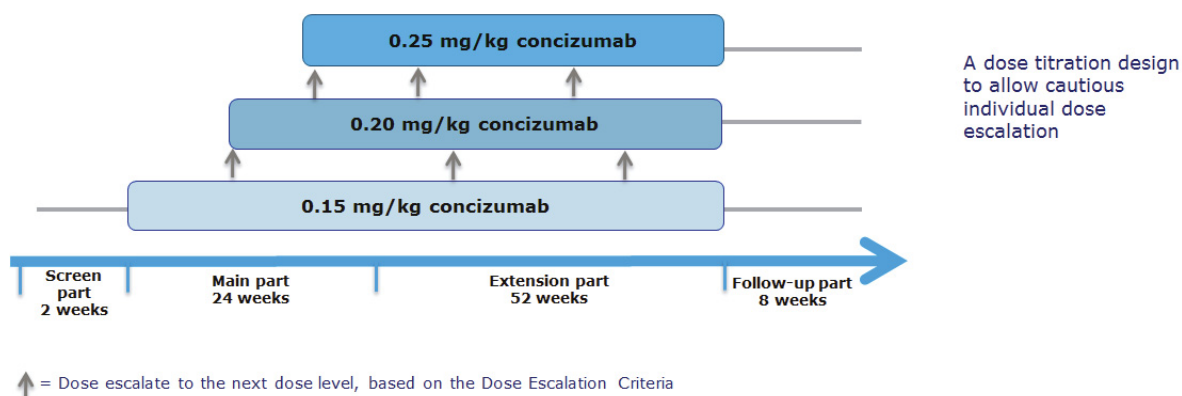 0.25 mg/kg concizumab
0.20 mg/kg concizumab
0.15 mg/kg concizumab
A dose titration design
to allow cautious
individual dose
escalation
Screen
part
2 weeks
Main part
24 weeks
Extension part
52 weeks
Follow-up part
8 weeks
= Dose escalate to the next dose level, based on the Dose Escalation Criteria